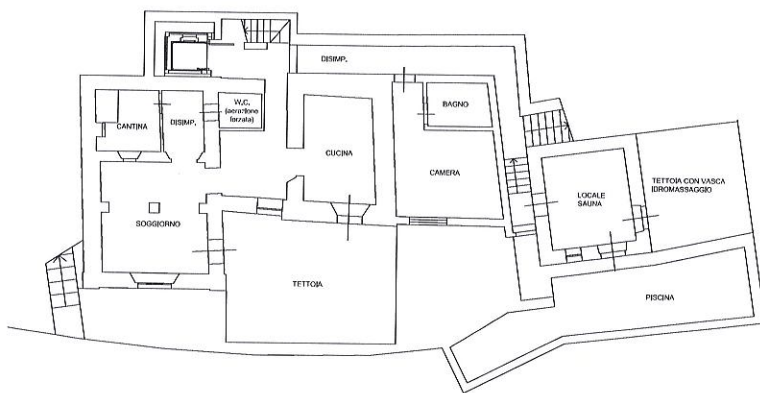 DISIMP.
W.C.
(aerazione
forzata)
BAGNO
CANTINA
DISIMP.
CUCINA
CAMERA
LOCALE
SAUNA
TETTOIA CON VASCA
IDROMASSAGGIO
SOGGIORNO
TETTOIA
PISCINA